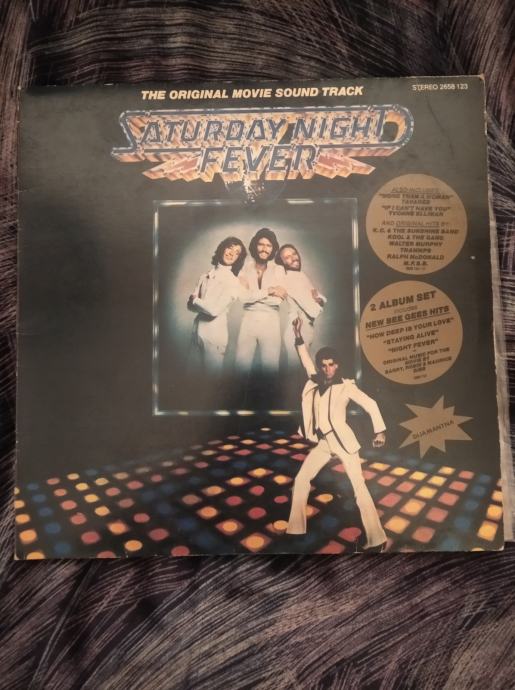 THE ORIGINAL MOVIE SOUND TRACK
STEREO 2658 123
SATURDAY NIGHT
FEVER
ALSO INCLUDES
"MORE THAN A WOMAN"
TAVARES
"IF I CAN'T HAVE YOU"
YVONNE ELLIMAN
AND ORIGINAL HITS BY:
K.C. & THE SUNSHINE BAND
KOOL & THE GANG
WALTER MURPHY
TRAMMPS
RALPH McDONALD
M.F.S.B.
2 ALBUM SET
INCLUDES
NEW BEE GEES HITS
"HOW DEEP IS YOUR LOVE"
"STAYING ALIVE"
"NIGHT FEVER"
ORIGINAL MUSIC FOR THE
MOVIE BY
BARRY, ROBIN & MAURICE
GIBB
DIJAMANTNA